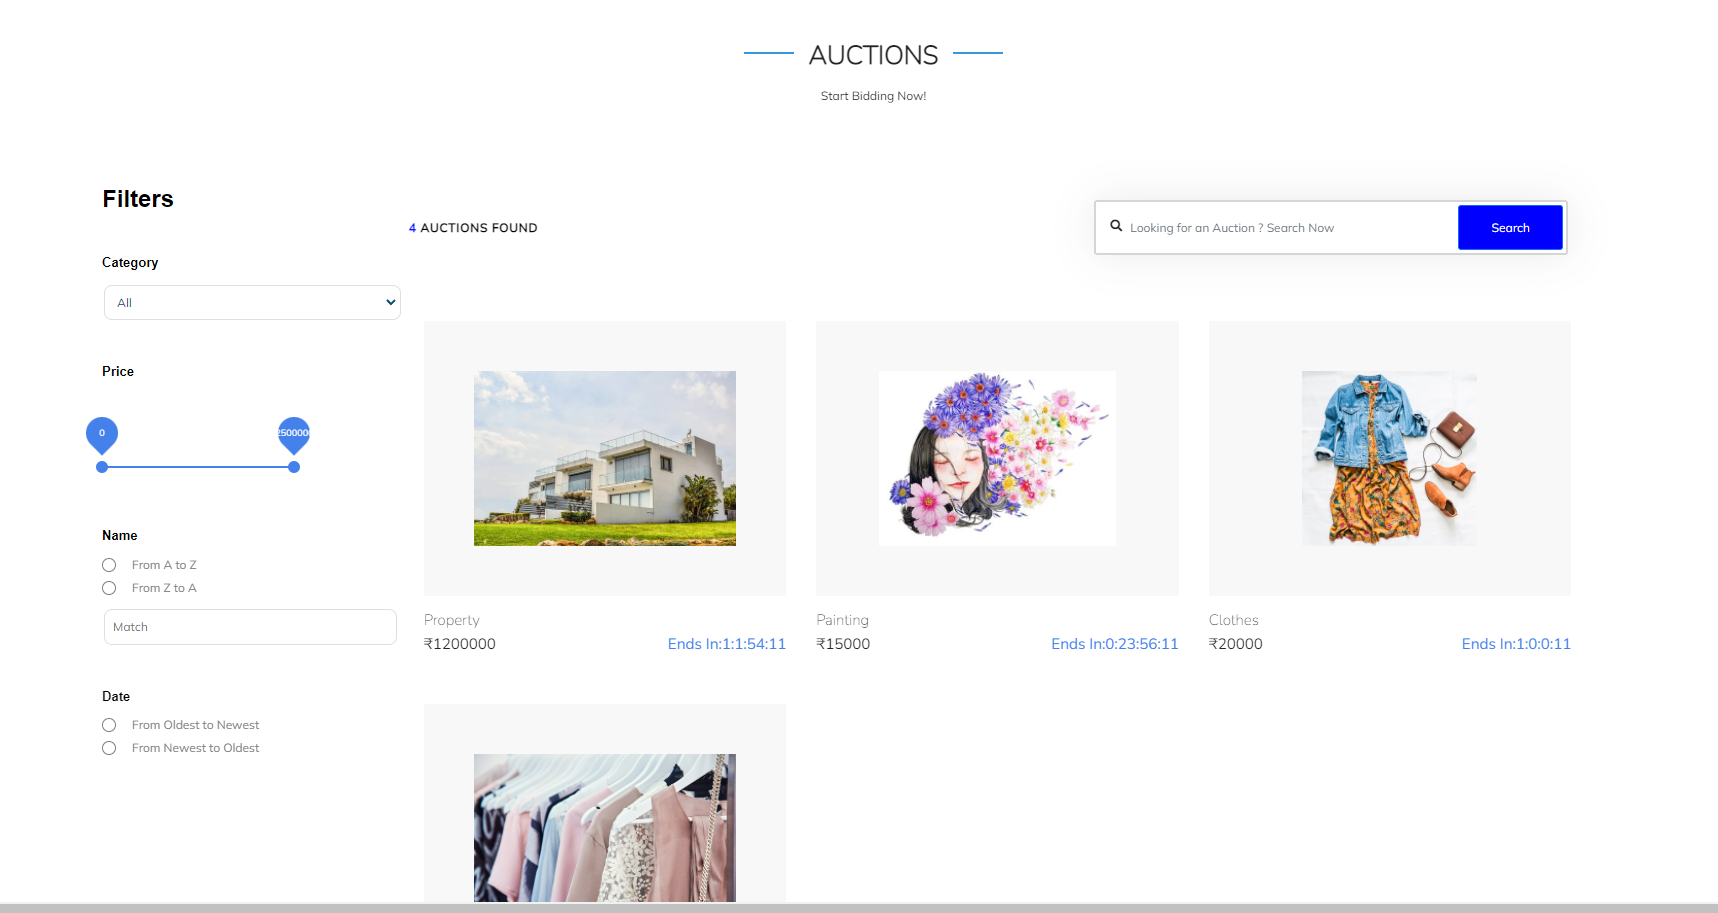 AUCTIONS
Start Bidding Now!
Filters
4 AUCTIONS FOUND
Looking for an Auction ? Search Now
Search
Category
All
Price
0
Name
From A to Z
From Z to A
Match
Date
From Oldest to Newest
From Newest to Oldest
Property
₹1200000
Ends In:1:1:54:11
Painting
₹15000
Ends In:0:23:56:11
Clothes
₹20000
Ends In:1:0:0:11